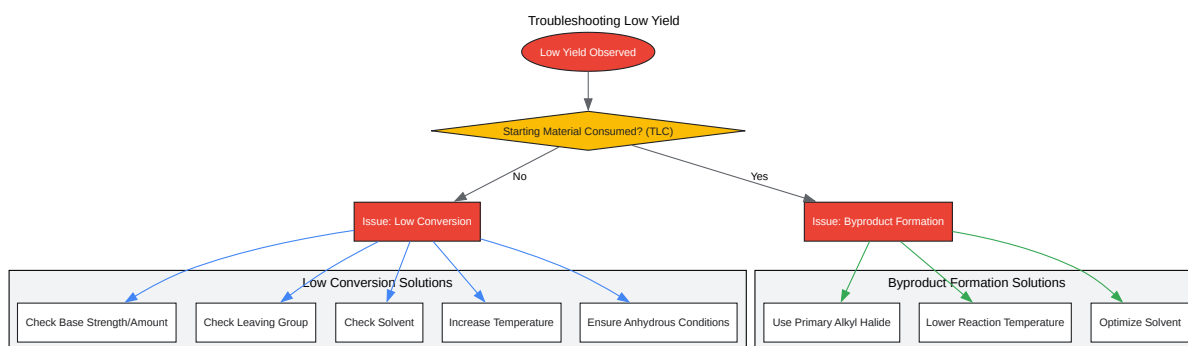 Troubleshooting Low Yield
Low Yield Observed
Starting Material Consumed? (TLC)
No
Yes
Issue: Low Conversion
Issue: Byproduct Formation
Low Conversion Solutions
Byproduct Formation Solutions
Check Base Strength/Amount
Check Leaving Group
Check Solvent
Increase Temperature
Ensure Anhydrous Conditions
Use Primary Alkyl Halide
Lower Reaction Temperature
Optimize Solvent